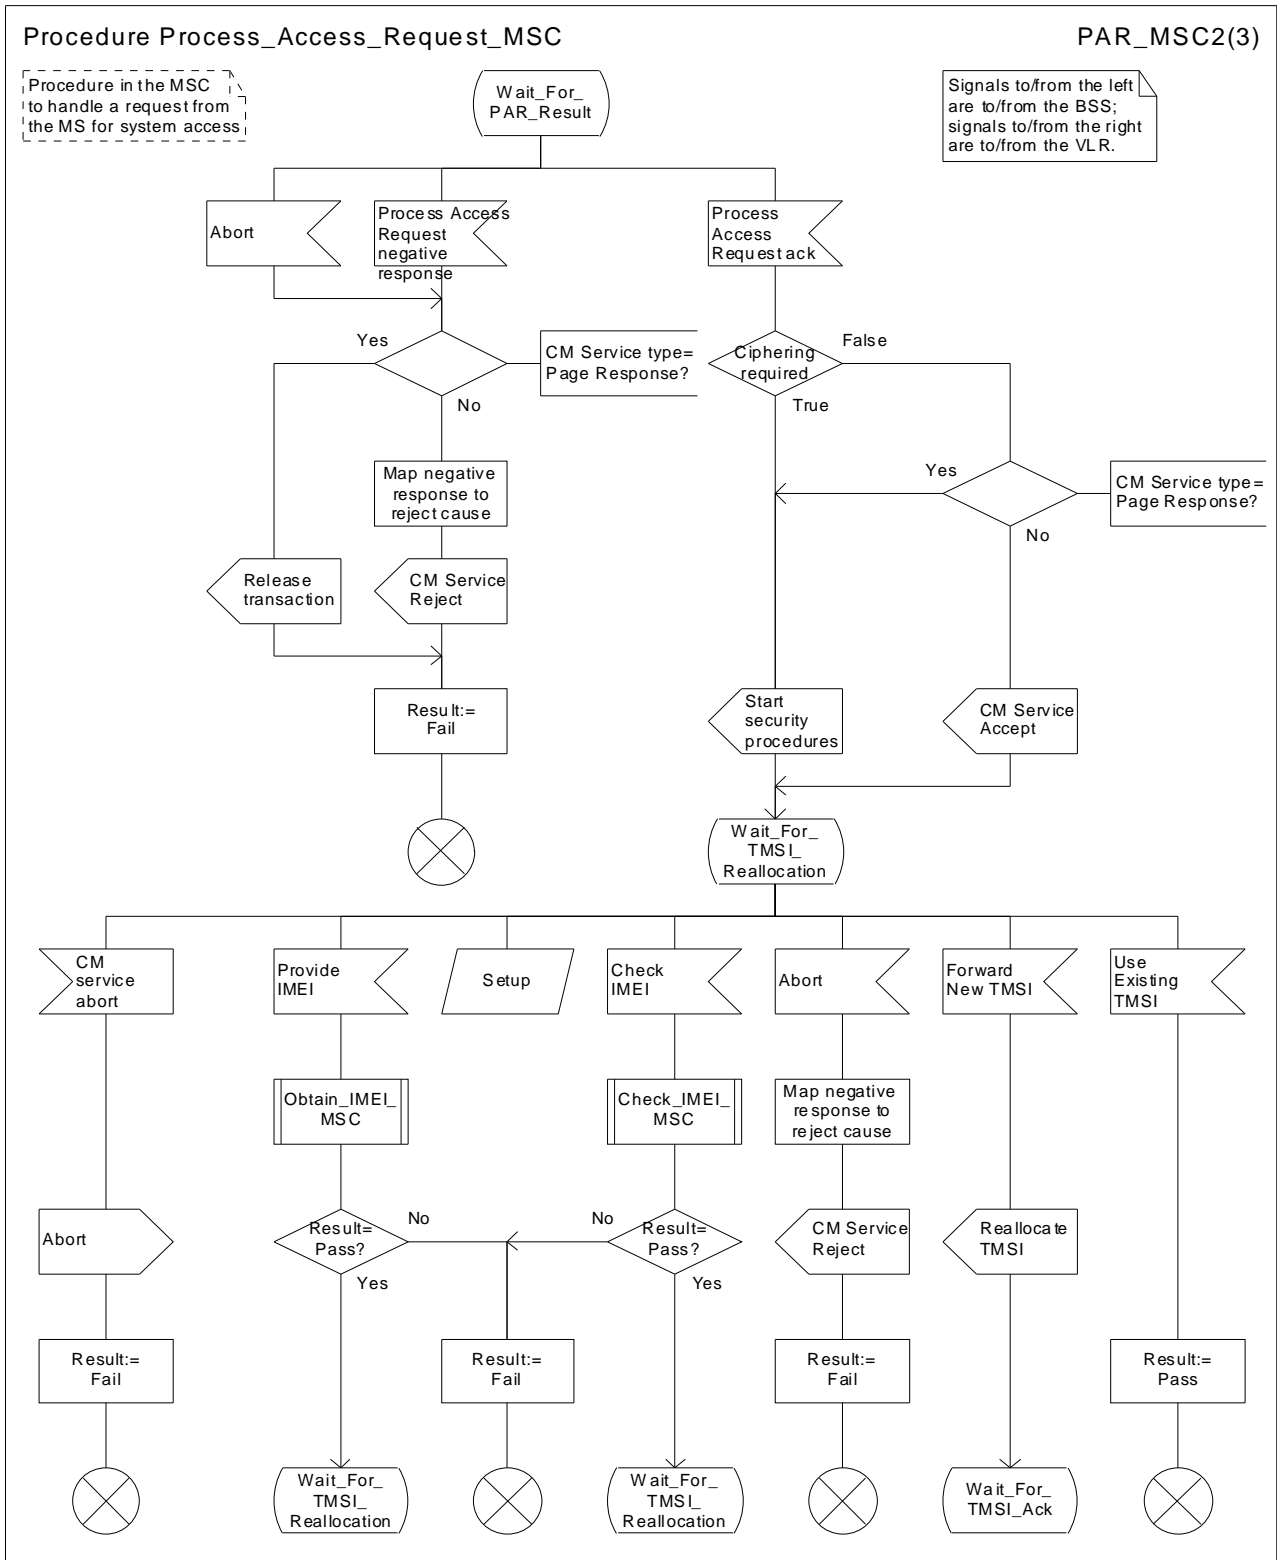 Procedure Process_Access_Request_MSC
PAR_MSC2(3)
Procedure in the MSC
to handle a request from
the MS for system access
Wait_For_
PAR_Result
Signals to/from the left
are to/from the BSS;
signals to/from the right
are to/from the VLR.
Abort
Process Access
Request
negative
response
Process
Access
Request ack
Yes
CM Service type=
Page Response?
No
Ciphering
required
False
True
Map negative
response to
reject cause
Yes
CM Service type=
Page Response?
No
Release
transaction
CM Service
Reject
Result:=
Fail
Start
security
procedures
CM Service
Accept
Wait_For_
TMSI_
Reallocation
CM
service
abort
Provide
IMEI
Setup
Check
IMEI
Abort
Forward
New TMSI
Use
Existing
TMSI
Obtain_IMEI_
MSC
Check_IMEI_
MSC
Map negative
response to
reject cause
Abort
Result=
Pass?
No
Yes
No
Result=
Pass?
Yes
CM Service
Reject
Reallocate
TMSI
Result:=
Fail
Result:=
Fail
Result:=
Fail
Result:=
Pass
Wait_For_
TMSI_
Reallocation
Wait_For_
TMSI_
Reallocation
Wait_For_
TMSI_Ack